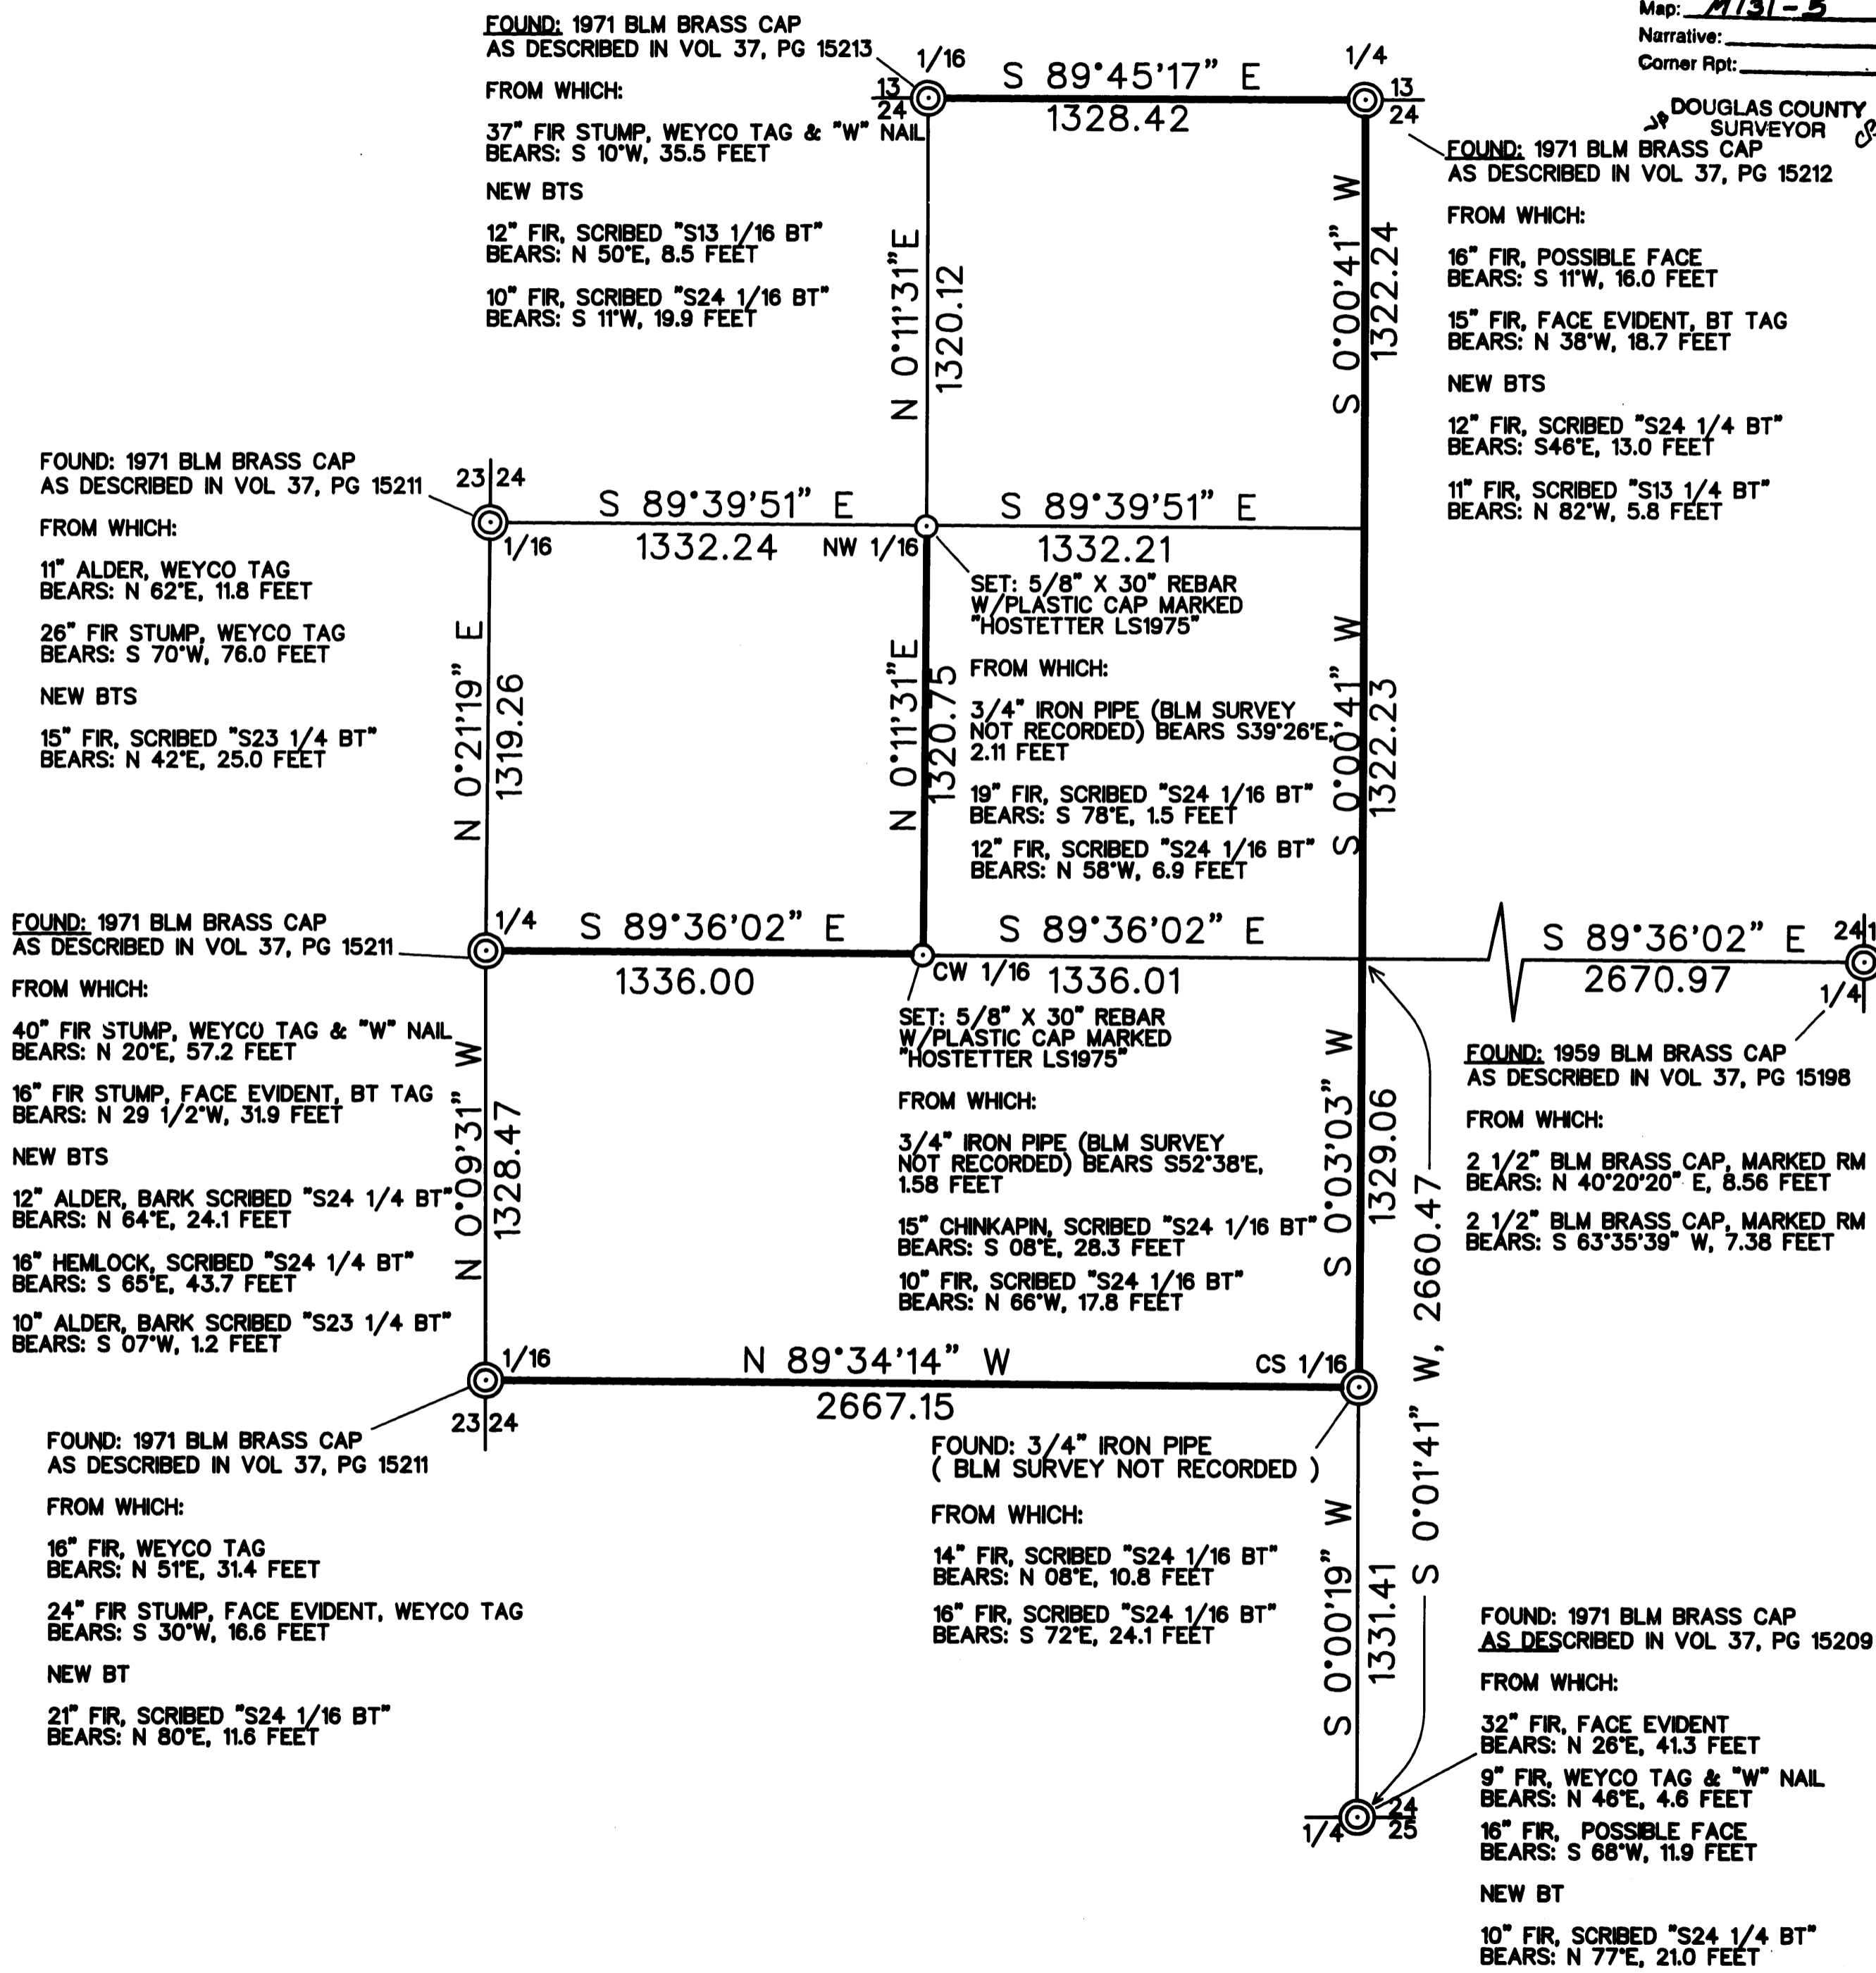 Map: M131-5
Narrative:
Corner Rpt:
DOUGLAS COUNTY
SURVEYOR
FOUND: 1971 BLM BRASS CAP
AS DESCRIBED IN VOL 37, PG 15213
FROM WHICH:
37" FIR STUMP, WEYCO TAG & "W" NAIL
BEARS: S 10°W, 35.5 FEET
NEW BTS
12" FIR, SCRIBED "S13 1/16 BT"
BEARS: N 50°E, 8.5 FEET
10" FIR, SCRIBED "S24 1/16 BT"
BEARS: S 11°W, 19.9 FEET
1/16
13
24
S 89°45'17" E
1328.42
1/4
13
24
FOUND: 1971 BLM BRASS CAP
AS DESCRIBED IN VOL 37, PG 15212
FROM WHICH:
16" FIR, POSSIBLE FACE
BEARS: S 11°W, 16.0 FEET
15" FIR, FACE EVIDENT, BT TAG
BEARS: N 38°W, 18.7 FEET
NEW BTS
12" FIR, SCRIBED "S24 1/4 BT"
BEARS: S46°E, 13.0 FEET
11" FIR, SCRIBED "S13 1/4 BT"
BEARS: N 82°W, 5.8 FEET
N 0°11'31"E
1320.12
S 0°00'41" W
1322.24
FOUND: 1971 BLM BRASS CAP
AS DESCRIBED IN VOL 37, PG 15211
FROM WHICH:
11" ALDER, WEYCO TAG
BEARS: N 62°E, 11.8 FEET
26" FIR STUMP, WEYCO TAG
BEARS: S 70°W, 76.0 FEET
NEW BTS
15" FIR, SCRIBED "S23 1/4 BT"
BEARS: N 42°E, 25.0 FEET
23 24
1/16
S 89°39'51" E
1332.24
NW 1/16
S 89°39'51" E
1332.21
SET: 5/8" X 30" REBAR
W/PLASTIC CAP MARKED
"HOSTETTER LS1975"
FROM WHICH:
3/4" IRON PIPE (BLM SURVEY
NOT RECORDED) BEARS S39°26'E,
2.11 FEET
19" FIR, SCRIBED "S24 1/16 BT"
BEARS: S 78°E, 1.5 FEET
12" FIR, SCRIBED "S24 1/16 BT"
BEARS: N 58°W, 6.9 FEET
N 0°21'19" E
1319.26
N 0°11'31"E
1320.75
S 0°00'41" W
1322.23
FOUND: 1971 BLM BRASS CAP
AS DESCRIBED IN VOL 37, PG 15211
FROM WHICH:
40" FIR STUMP, WEYCO TAG & "W" NAIL
BEARS: N 20°E, 57.2 FEET
16" FIR STUMP, FACE EVIDENT, BT TAG
BEARS: N 29 1/2°W, 31.9 FEET
NEW BTS
12" ALDER, BARK SCRIBED "S24 1/4 BT"
BEARS: N 64°E, 24.1 FEET
16" HEMLOCK, SCRIBED "S24 1/4 BT"
BEARS: S 65°E, 43.7 FEET
10" ALDER, BARK SCRIBED "S23 1/4 BT"
BEARS: S 07°W, 1.2 FEET
1/4
S 89°36'02" E
1336.00
CW 1/16
S 89°36'02" E
1336.01
S 89°36'02" E
2670.97
24
1/4
SET: 5/8" X 30" REBAR
W/PLASTIC CAP MARKED
"HOSTETTER LS1975"
FROM WHICH:
3/4" IRON PIPE (BLM SURVEY
NOT RECORDED) BEARS S52°38'E,
1.58 FEET
15" CHINKAPIN, SCRIBED "S24 1/16 BT"
BEARS: S 08°E, 28.3 FEET
10" FIR, SCRIBED "S24 1/16 BT"
BEARS: N 66°W, 17.8 FEET
FOUND: 1959 BLM BRASS CAP
AS DESCRIBED IN VOL 37, PG 15198
FROM WHICH:
2 1/2" BLM BRASS CAP, MARKED RM
BEARS: N 40°20'20" E, 8.56 FEET
2 1/2" BLM BRASS CAP, MARKED RM
BEARS: S 63°35'39" W, 7.38 FEET
N 0°09'31" W
1328.47
S 0°03'03" W
1329.06
S 0°01'41" W, 2660.47
1/16
N 89°34'14" W
2667.15
CS 1/16
23 24
FOUND: 1971 BLM BRASS CAP
AS DESCRIBED IN VOL 37, PG 15211
FROM WHICH:
16" FIR, WEYCO TAG
BEARS: N 51°E, 31.4 FEET
24" FIR STUMP, FACE EVIDENT, WEYCO TAG
BEARS: S 30°W, 16.6 FEET
NEW BT
21" FIR, SCRIBED "S24 1/16 BT"
BEARS: N 80°E, 11.6 FEET
FOUND: 3/4" IRON PIPE
( BLM SURVEY NOT RECORDED )
FROM WHICH:
14" FIR, SCRIBED "S24 1/16 BT"
BEARS: N 08°E, 10.8 FEET
16" FIR, SCRIBED "S24 1/16 BT"
BEARS: S 72°E, 24.1 FEET
S 0°00'19" W
1331.41
FOUND: 1971 BLM BRASS CAP
AS DESCRIBED IN VOL 37, PG 15209
FROM WHICH:
32" FIR, FACE EVIDENT
BEARS: N 26°E, 41.3 FEET
9" FIR, WEYCO TAG & "W" NAIL
BEARS: N 46°E, 4.6 FEET
16" FIR, POSSIBLE FACE
BEARS: S 68°W, 11.9 FEET
NEW BT
10" FIR, SCRIBED "S24 1/4 BT"
BEARS: N 77°E, 21.0 FEET
1/4
24
25